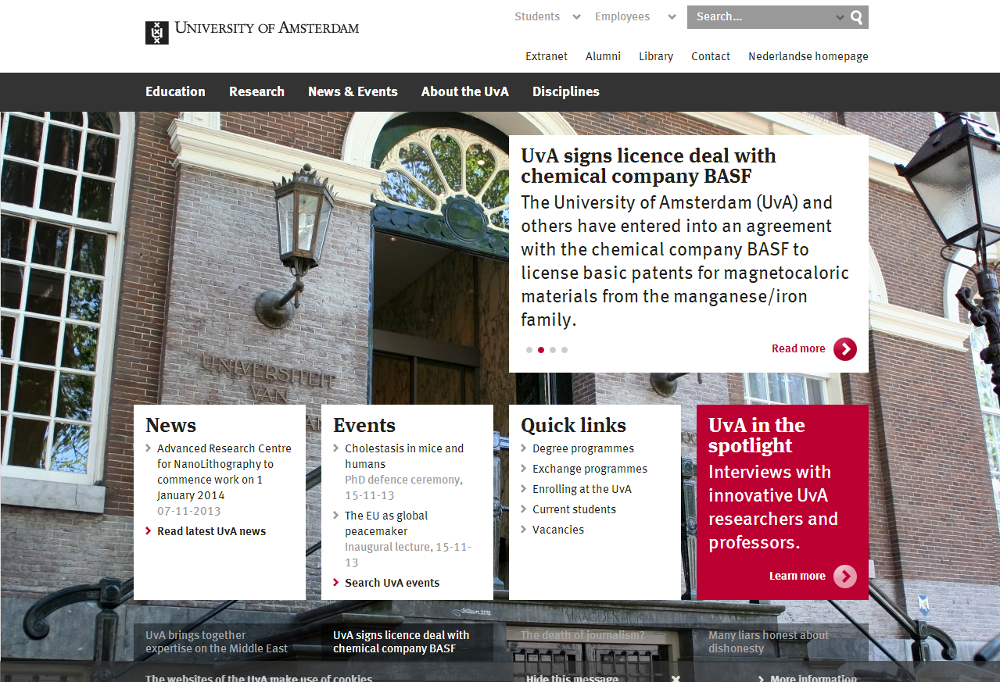 UNIVERSITY OF AMSTERDAM
Students
Employees
Search...
Extranet
Alumni
Library
Contact
Nederlandse homepage
Education
Research
News & Events
About the UvA
Disciplines
UvA signs licence deal with
chemical company BASF
The University of Amsterdam (UvA) and
others have entered into an agreement
with the chemical company BASF to
license basic patents for magnetocaloric
materials from the manganese/iron
family.
Read more
UNIVERSITEIT
VAN
News
Advanced Research Centre
for NanoLithography to
commence work on 1
January 2014
07-11-2013
Read latest UvA news
Events
Cholestasis in mice and
humans
PhD defence ceremony,
15-11-13
The EU as global
peacemaker
Inaugural lecture, 15-11-
13
Search UvA events
Quick links
Degree programmes
Exchange programmes
Enrolling at the UvA
Current students
Vacancies
UvA in the
spotlight
Interviews with
innovative UvA
researchers and
professors.
Learn more
MAAGDENHUIS
UvA brings together
expertise on the Middle East
UvA signs licence deal with
chemical company BASF
The death of journalism?
Many liars honest about
dishonesty
The websites of the UvA make use of cookies
Hide this message
More information